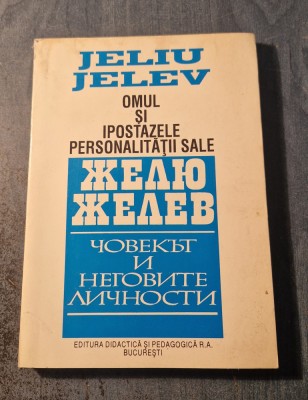 JELIU
JELEV
OMUL
ȘI
IPOSTAZELE
PERSONALITĂȚII SALE
ЖЕЛЮ
ЖЕЛЕВ
ЧОВЕКЪТ
И
НЕГОВИТЕ
ЛИЧНОСТИ
EDITURA DIDACTICĂ ȘI PEDAGOGICĂ R.A.
BUCUREȘTI